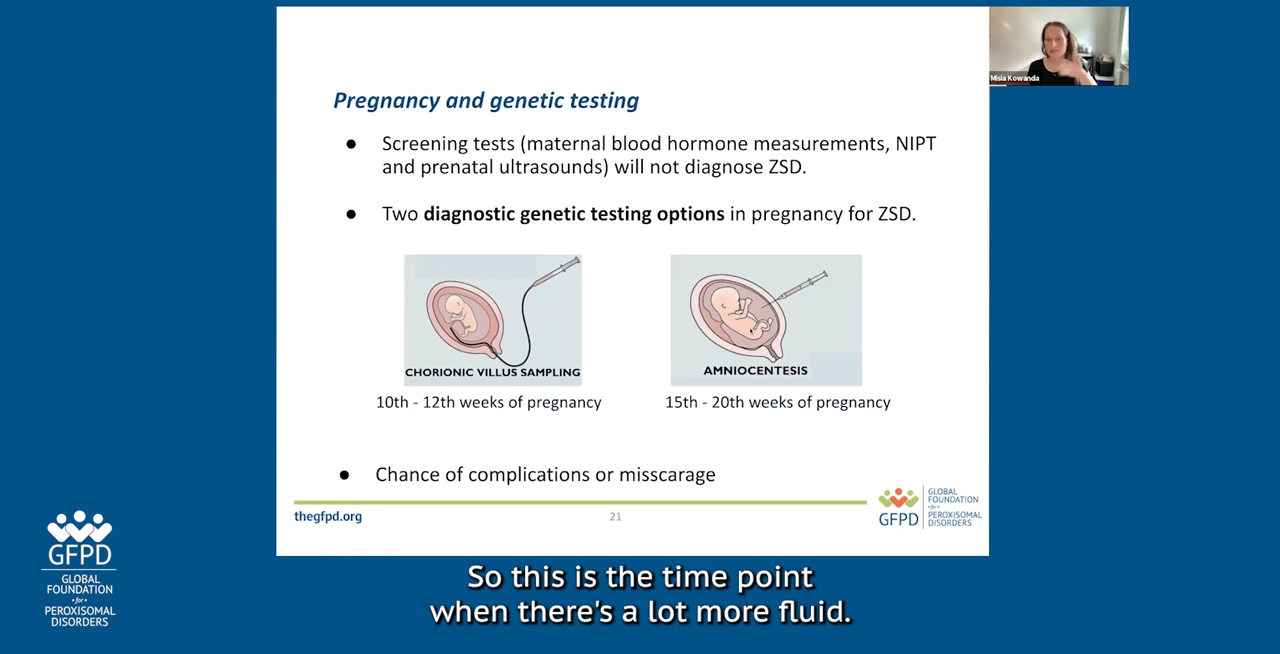 Misia Kowanda
Pregnancy and genetic testing
● Screening tests (maternal blood hormone measurements, NIPT
and prenatal ultrasounds) will not diagnose ZSD.
● Two diagnostic genetic testing options in pregnancy for ZSD.
CHORIONIC VILLUS SAMPLING
10th - 12th weeks of pregnancy
AMNIOCENTESIS
15th - 20th weeks of pregnancy
● Chance of complications or misscarage
thegfpd.org
21
GFPD
GLOBAL
FOUNDATION
for
PEROXISOMAL
DISORDERS
GFPD
GLOBAL
FOUNDATION
for
PEROXISOMAL
DISORDERS
So this is the time point
when there's a lot more fluid.